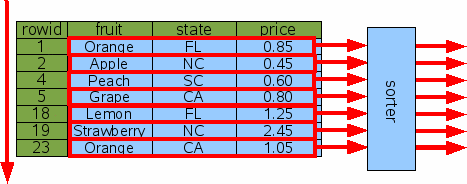 rowid fruit state price
1 Orange FL 0.85
2 Apple NC 0.45
4 Peach SC 0.60
5 Grape CA 0.80
18 Lemon FL 1.25
19 Strawberry NC 2.45
23 Orange CA 1.05
sorter